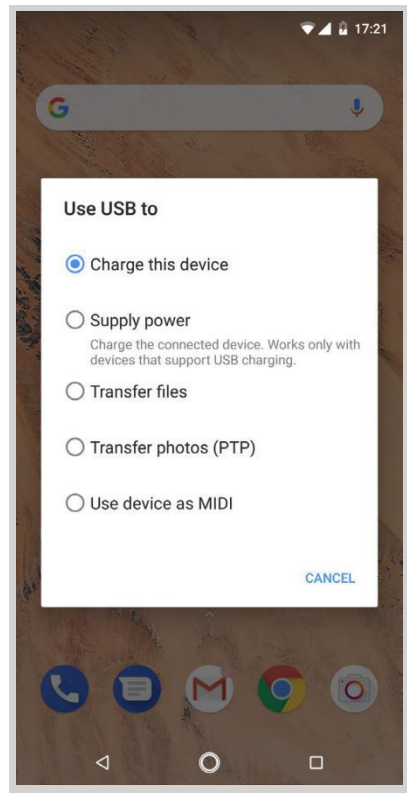 17:21
Use USB to
Charge this device
Supply power
Charge the connected device. Works only with
devices that support USB charging.
Transfer files
Transfer photos (PTP)
Use device as MIDI
CANCEL